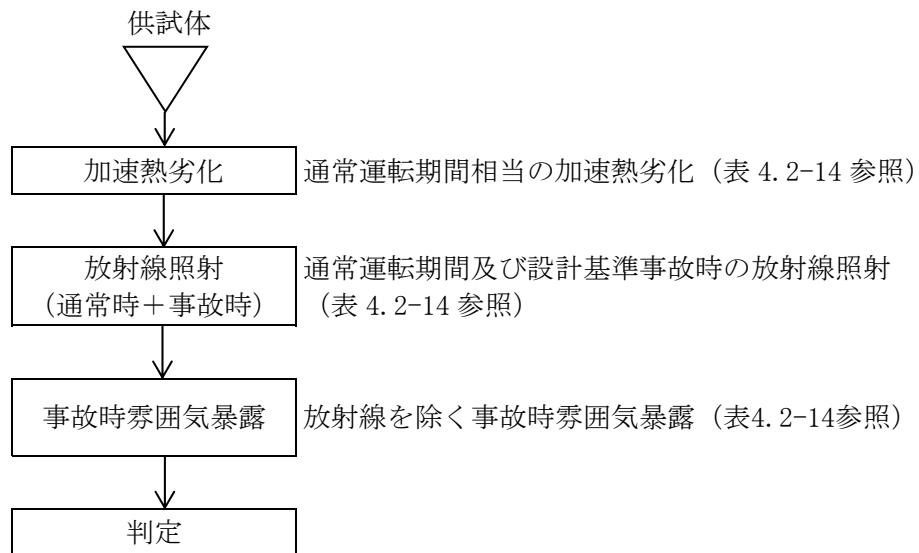 供試体
加速熱劣化
通常運転期間相当の加速熱劣化（表 4.2-14 参照）
放射線照射
（通常時＋事故時）
通常運転期間及び設計基準事故時の放射線照射
（表 4.2-14 参照）
事故時雰囲気暴露
放射線を除く事故時雰囲気暴露（表4.2-14参照）
判定